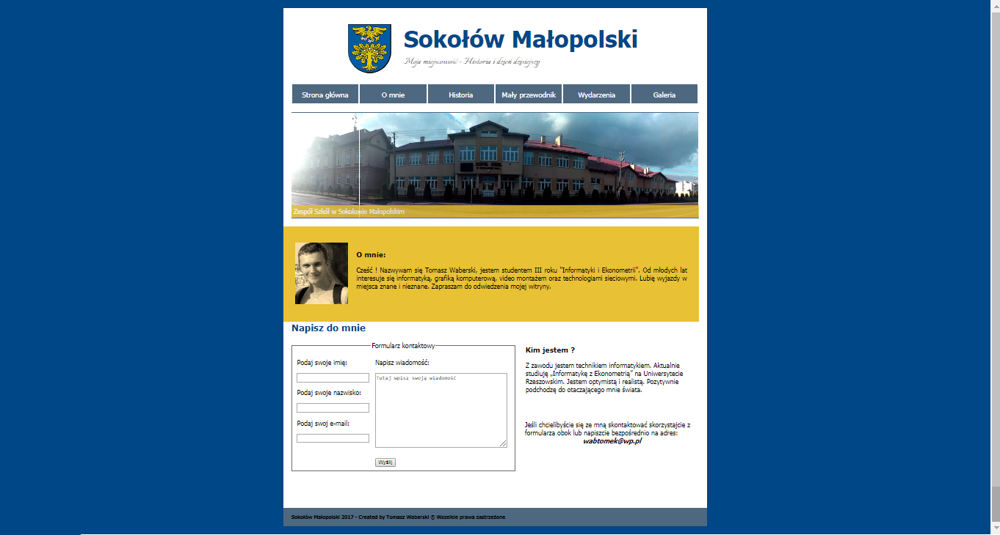 Sokołów Małopolski
Moja miejscowość - Historia i dzień dzisiejszy
Strona główna O mnie Historia Mały przewodnik Wydarzenia Galeria
Zespół Szkół w Sokolowie Małopolskim
O mnie:
Cześć ! Nazwywam się Tomasz Waberski, jestem studentem III roku "Informatyki i Ekonometrii". Od młodych lat
interesuje się informatyką, grafiką komputerową, video montażem oraz technologiami sieciowymi. Lubię wyjazdy w
miejsca znane i nieznane. Zapraszam do odwiedzenia mojej witryny.
Napisz do mnie
Formularz kontaktowy
Podaj swoje imię:
Podaj swoje nazwisko:
Podaj swoj e-mail:
Napisz wiadomość:
Tutaj wpisz swoją wiadomość
Wyślij
Kim jestem ?
Z zawodu jestem technikiem informatykiem. Aktualnie
studiuję „Informatykę z Ekonometrią” na Uniwersytecie
Rzeszowskim. Jestem optymistą i realistą. Pozytywnie
podchodzę do otaczającego mnie świata.
Jeśli chcielibyście się ze mną skontaktować skorzystajcie z
formularza obok lub napiszcie bezpośrednio na adres:
wabtomek@wp.pl
Sokołów Małopolski 2017 - Created by Tomasz Waberski © Wszelkie prawa zastrzeżone